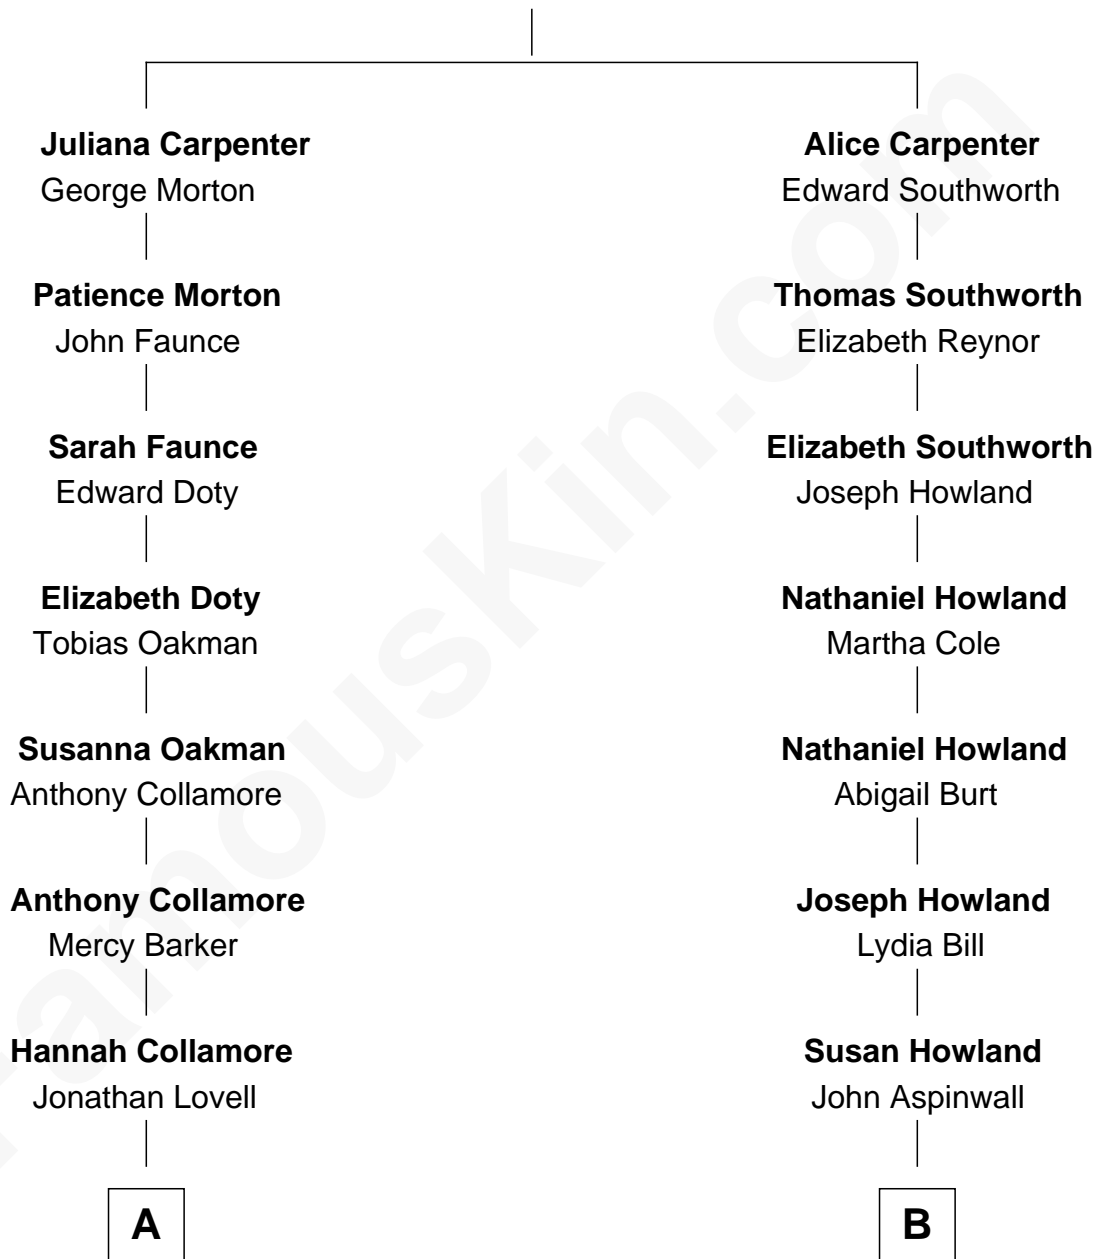 Juliana Carpenter
George Morton
Patience Morton
John Faunce
Sarah Faunce
Edward Doty
Elizabeth Doty
Tobias Oakman
Susanna Oakman
Anthony Collamore
Anthony Collamore
Mercy Barker
Hannah Collamore
Jonathan Lovell
A
Alice Carpenter
Edward Southworth
Thomas Southworth
Elizabeth Reynor
Elizabeth Southworth
Joseph Howland
Nathaniel Howland
Martha Cole
Nathaniel Howland
Abigail Burt
Joseph Howland
Lydia Bill
Susan Howland
John Aspinwall
B
FamousKin.com